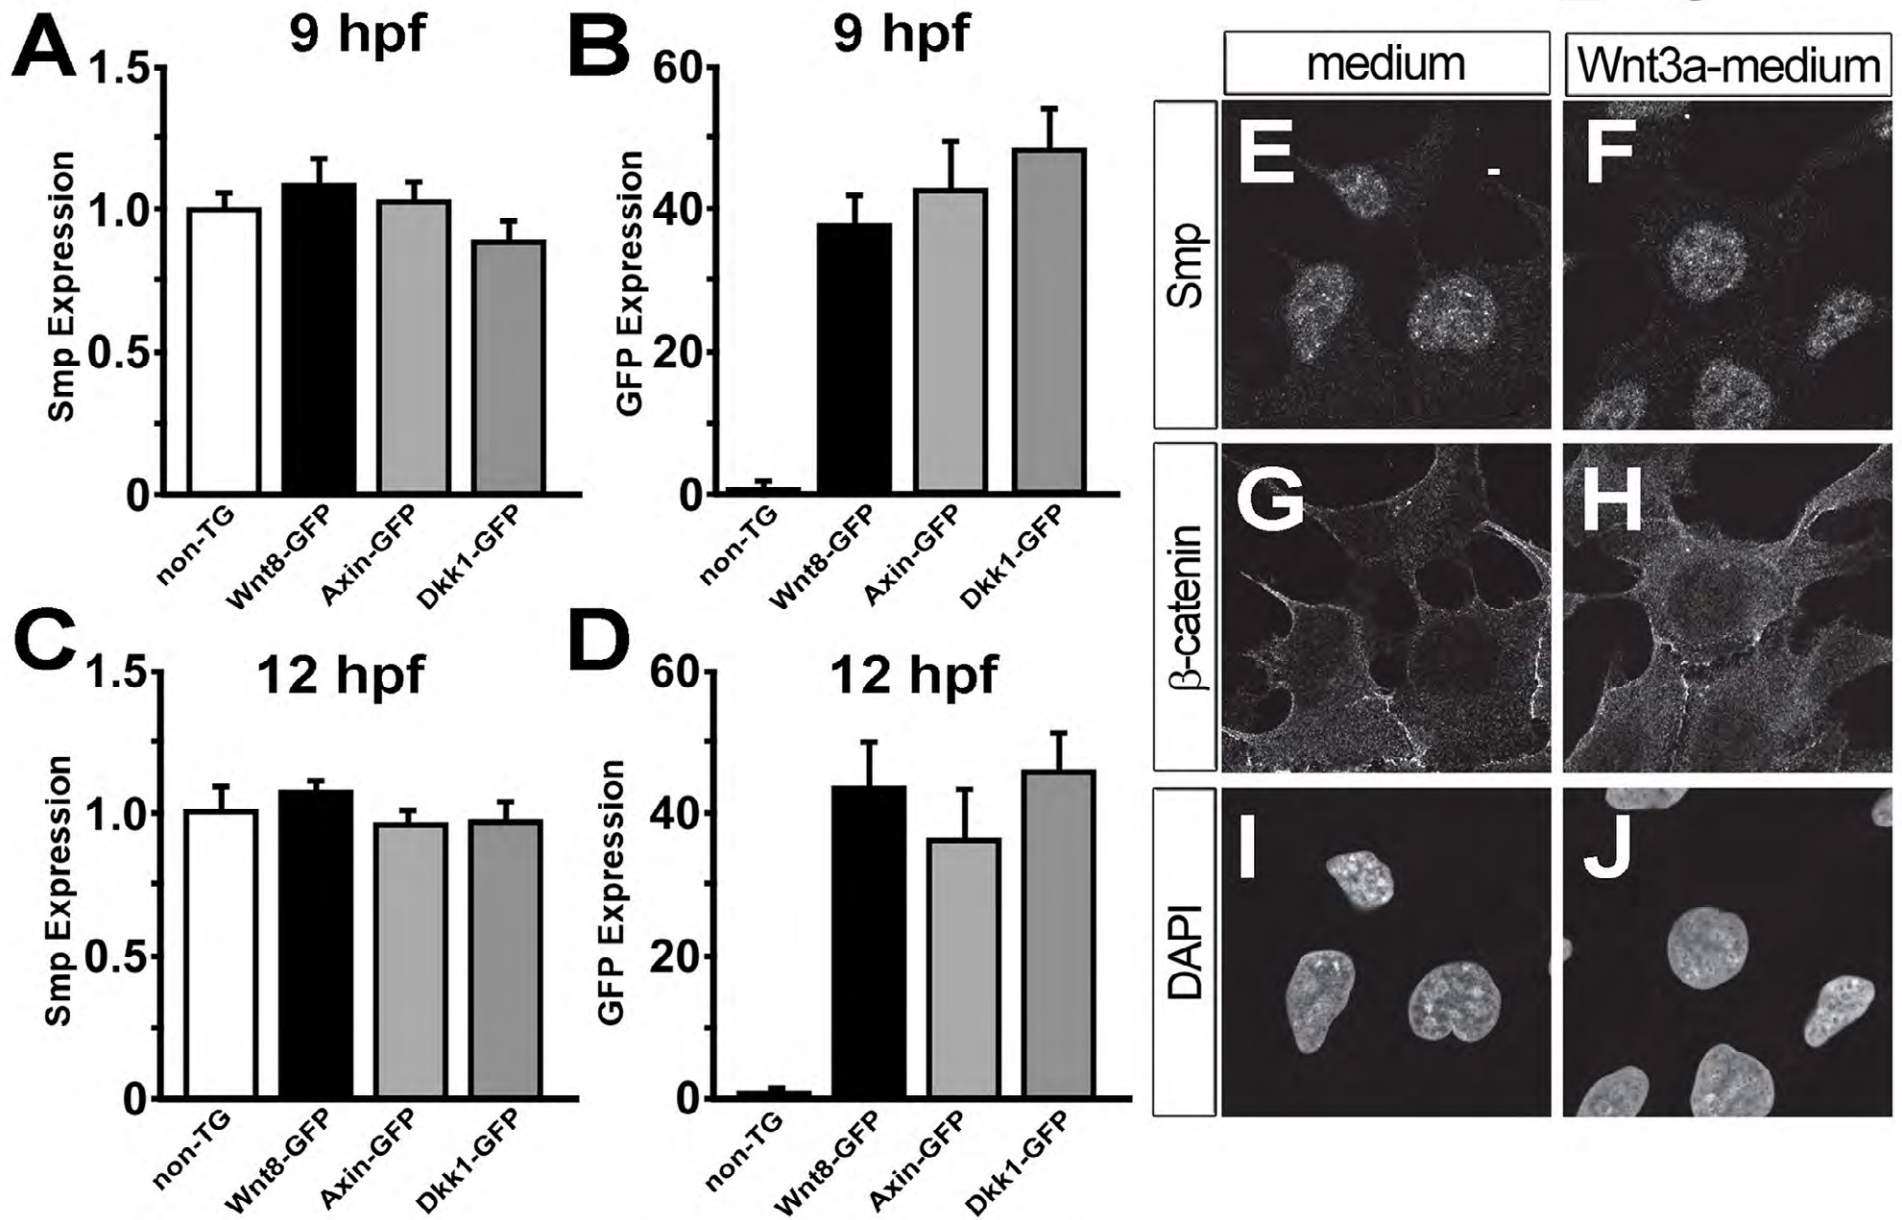 A
9 hpf
1.5
1.0
0.5
0
Smp Expression
non-TG
Wnt8-GFP
Axin-GFP
Dkk1-GFP
B
9 hpf
60
40
20
0
GFP Expression
non-TG
Wnt8-GFP
Axin-GFP
Dkk1-GFP
C
12 hpf
1.5
1.0
0.5
0
Smp Expression
non-TG
Wnt8-GFP
Axin-GFP
Dkk1-GFP
D
12 hpf
60
40
20
0
GFP Expression
non-TG
Wnt8-GFP
Axin-GFP
Dkk1-GFP
medium
Wnt3a-medium
Smp
E
F
β-catenin
G
H
DAPI
I
J